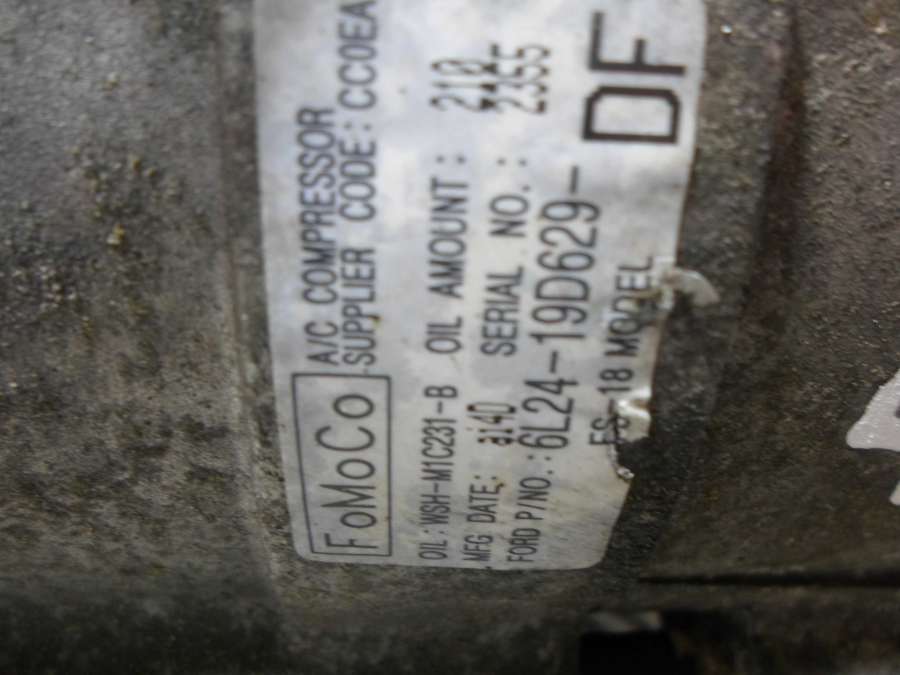 FoMoCo
A/C COMPRESSOR
SUPPLIER CODE: CC0EA
OIL: WSH-M1C231-B OIL AMOUNT: 210
MFG DATE: ai4D SERIAL NO.: 2355
FORD P/NO.: 6L24-19D629-DF
FS-18 MODEL